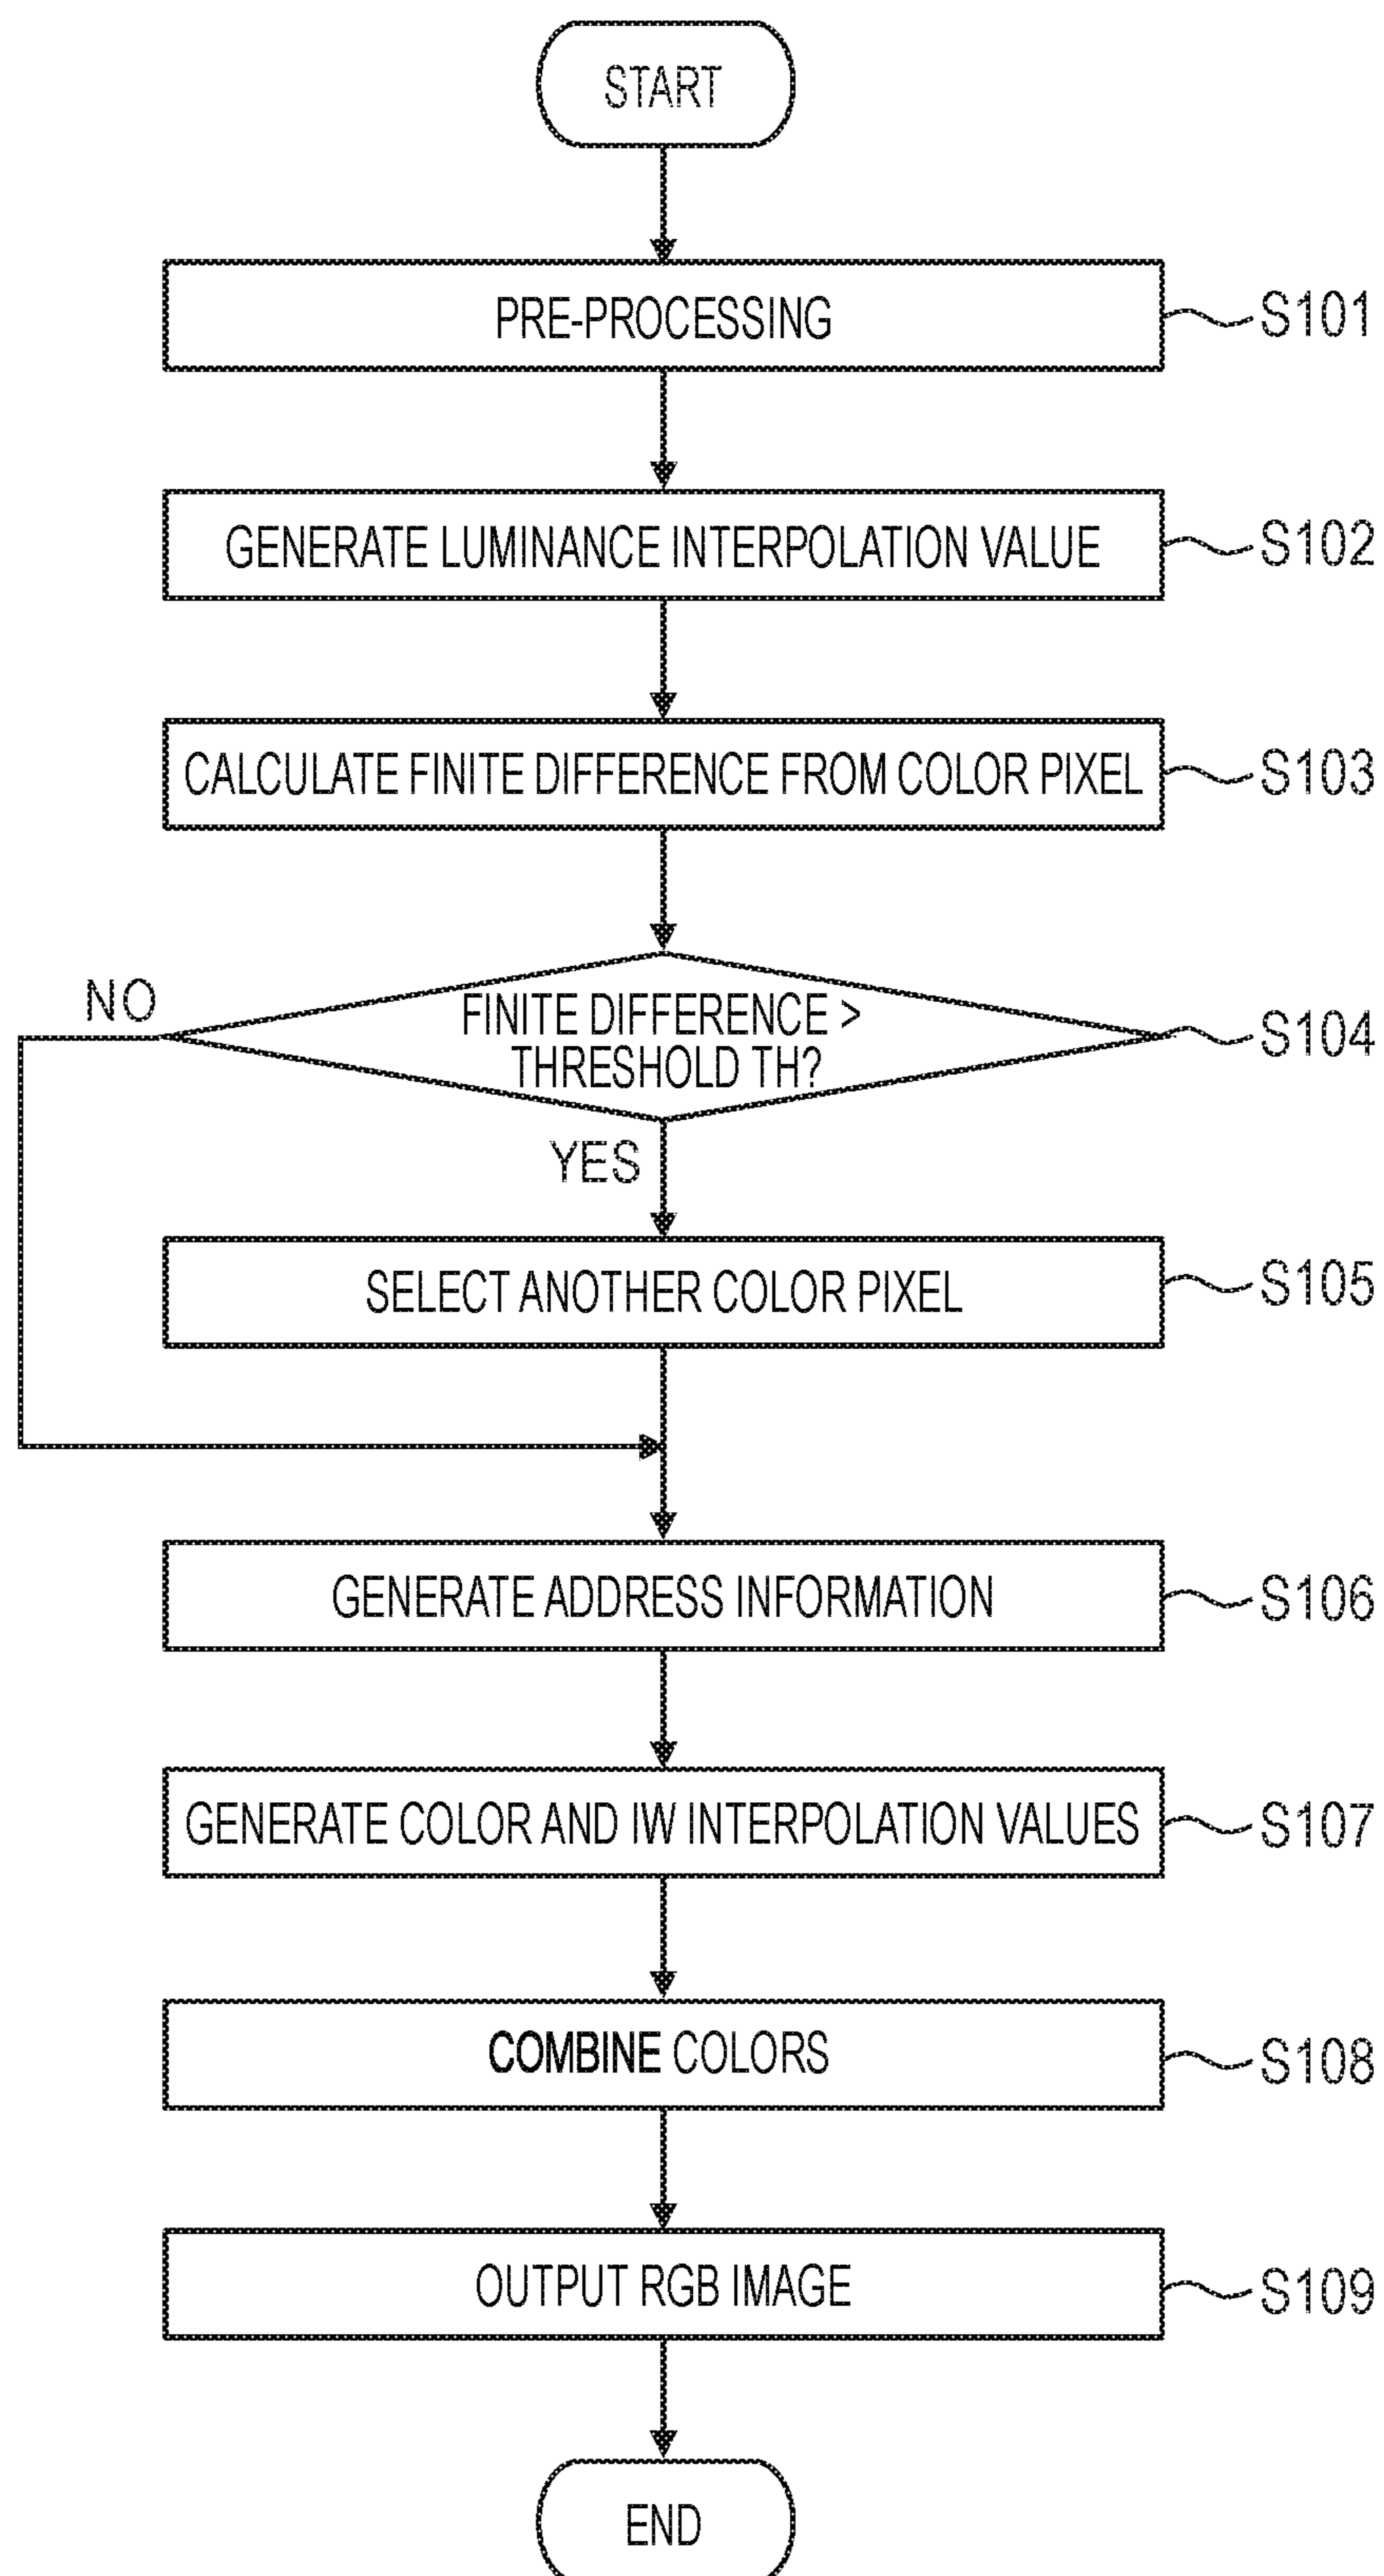 START
PRE-PROCESSING
S101
GENERATE LUMINANCE INTERPOLATION VALUE
S102
CALCULATE FINITE DIFFERENCE FROM COLOR PIXEL
S103
NO
FINITE DIFFERENCE >
THRESHOLD TH?
S104
YES
SELECT ANOTHER COLOR PIXEL
S105
GENERATE ADDRESS INFORMATION
S106
GENERATE COLOR AND IW INTERPOLATION VALUES
S107
COMBINE COLORS
S108
OUTPUT RGB IMAGE
S109
END